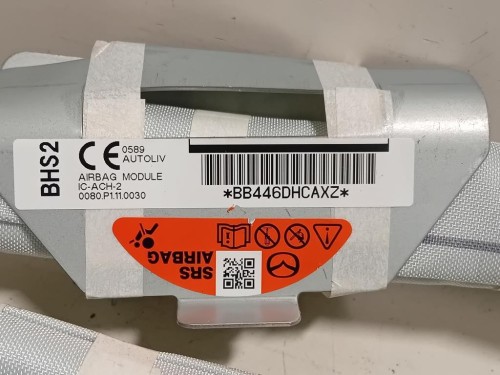 BHS2
CE 0589
AUTOLIV
AIRBAG MODULE
IC-ACH-2
0080.P1.11.0030
*BB446DHCAXZ*
SRS
AIRBAG